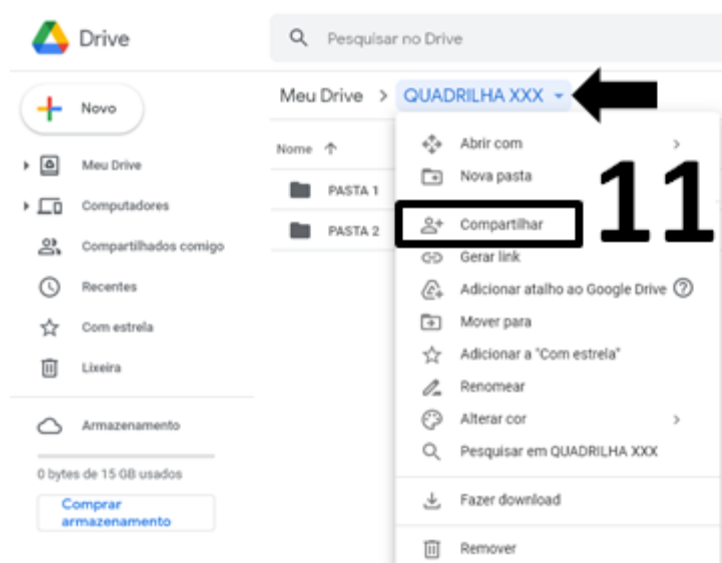 Drive
Pesquisar no Drive
Novo
Meu Drive
Computadores
Compartilhados comigo
Recentes
Com estrela
Lixeira
Armazenamento
0 bytes de 15 GB usados
Comprar
armazenamento
Meu Drive > QUADRILHA XXX
Nome
PASTA 1
PASTA 2
Abrir com
Nova pasta
Compartilhar
11
Gerar link
Adicionar atalho ao Google Drive
Mover para
Adicionar a "Com estrela"
Renomear
Alterar cor
Pesquisar em QUADRILHA XXX
Fazer download
Remover